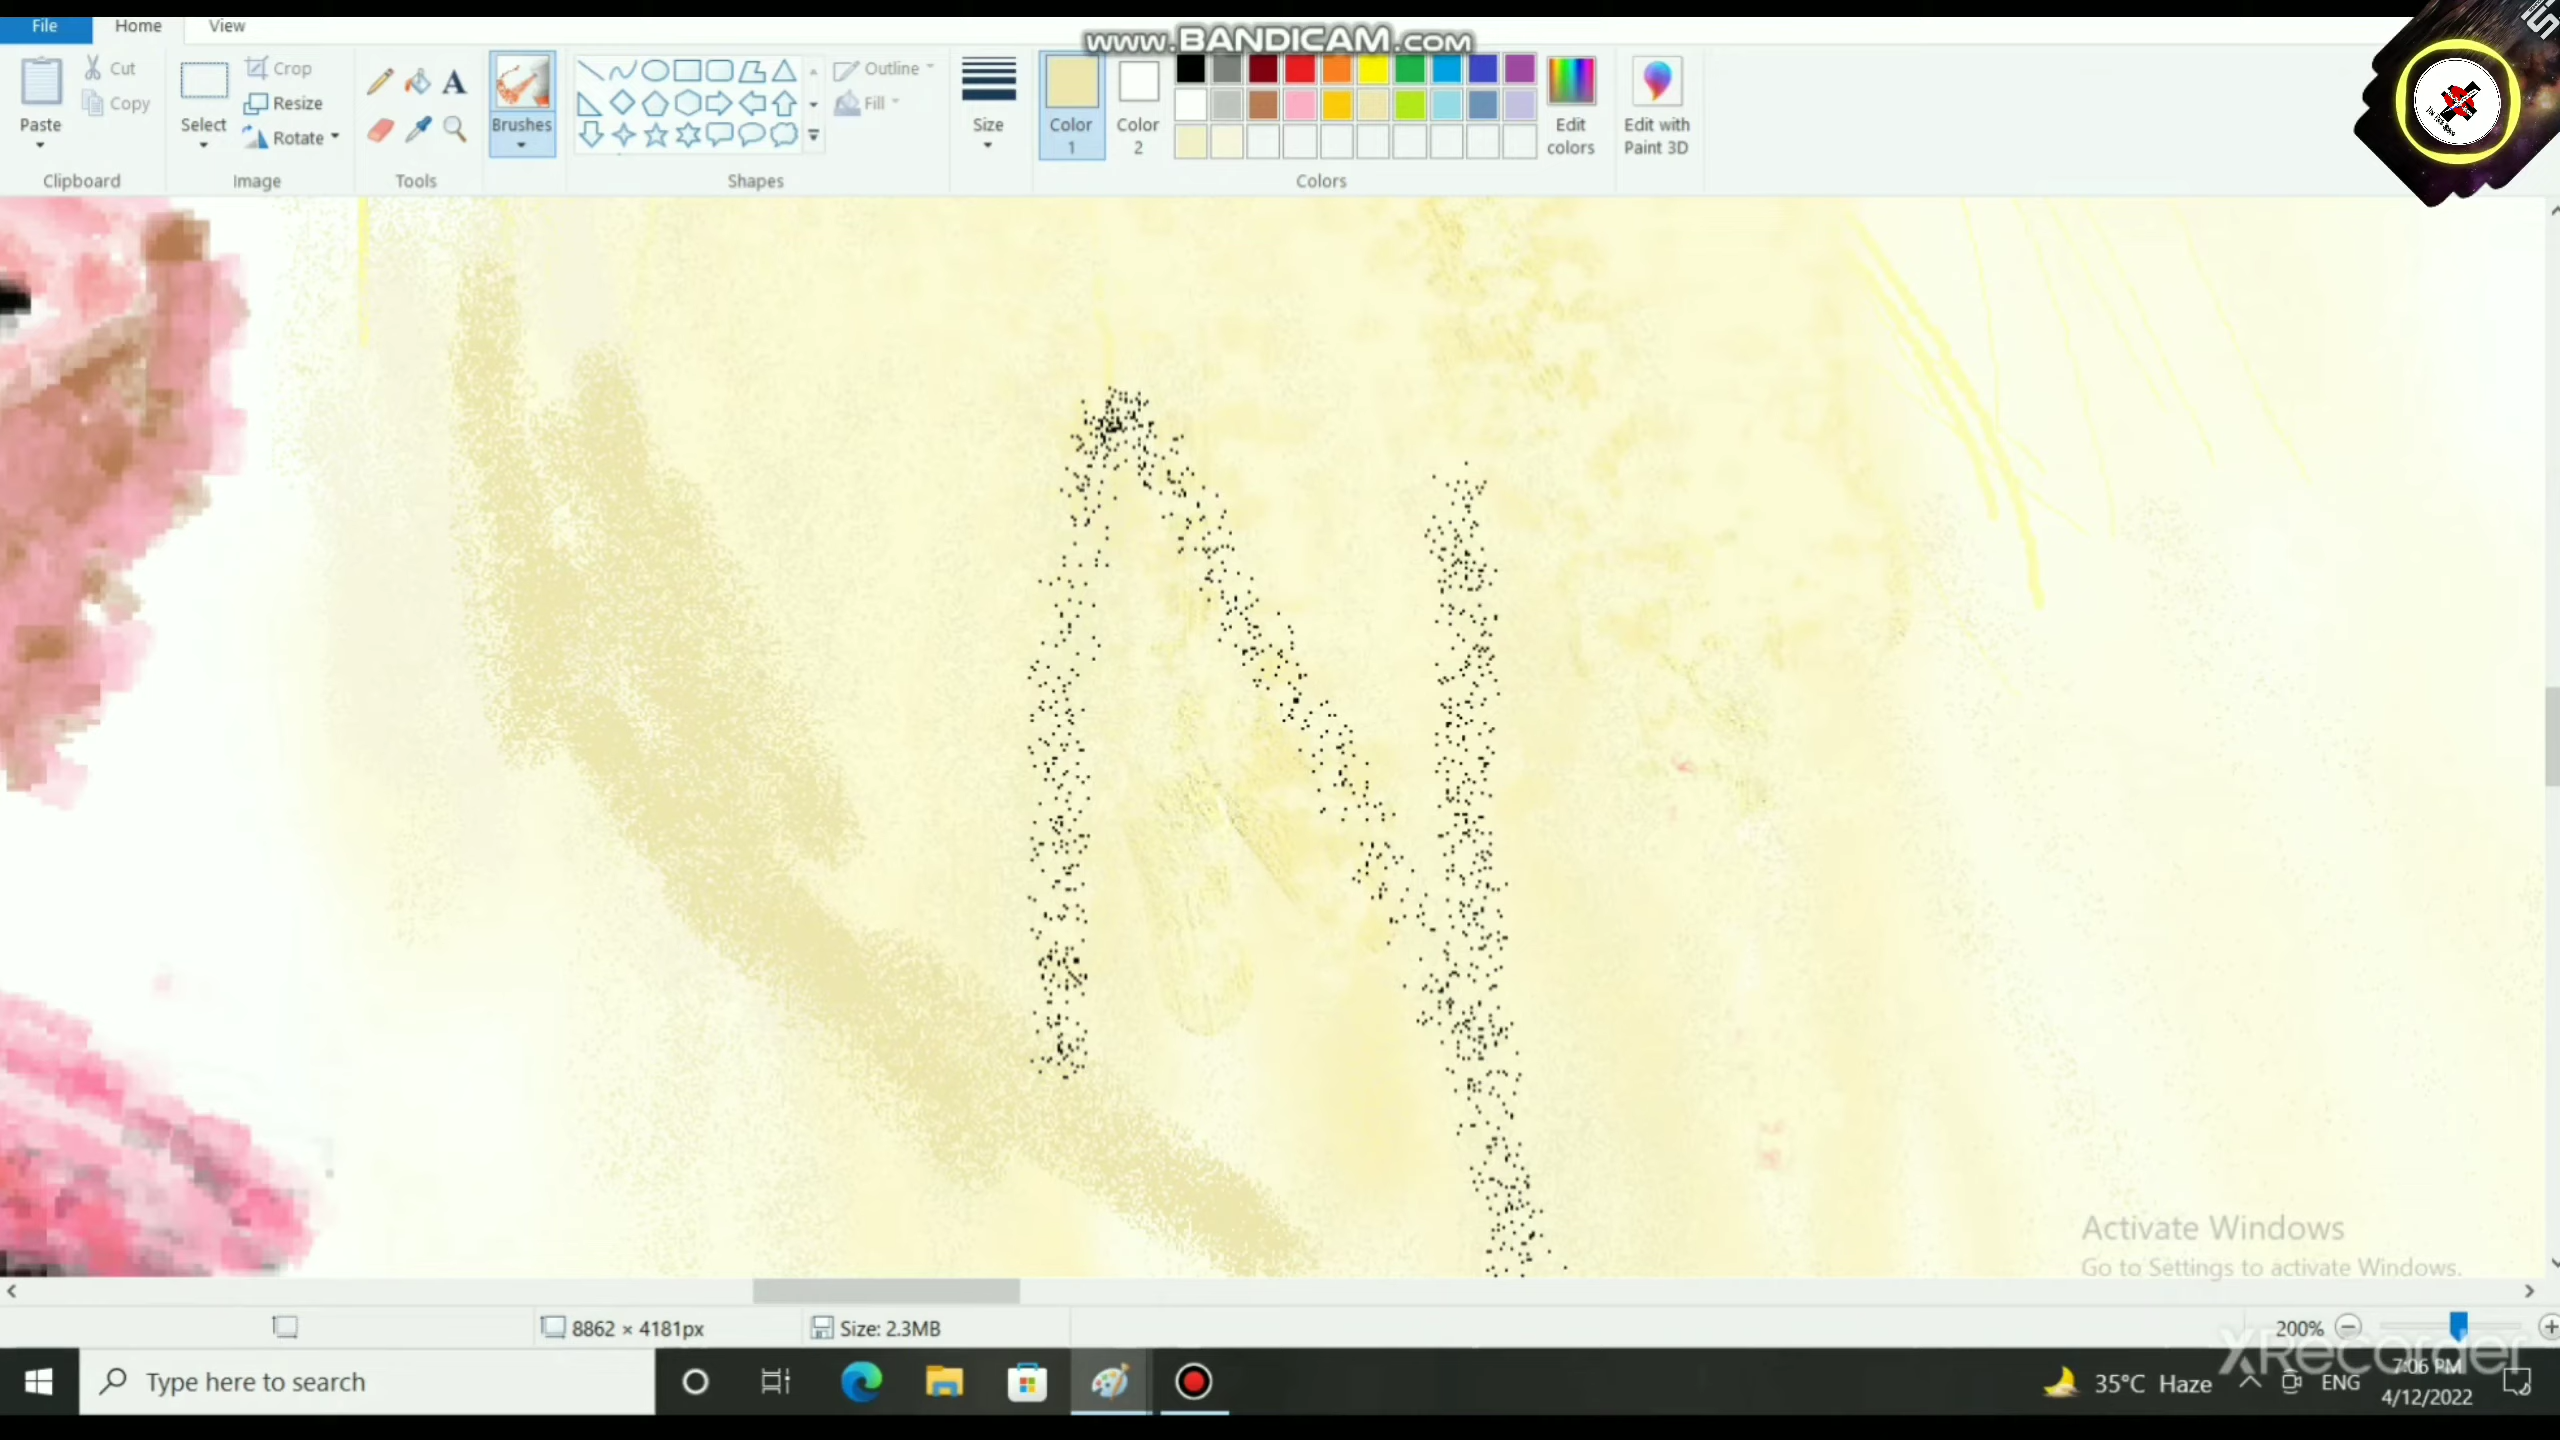 www.BANDICAM.com
File Home View
Paste Cut Copy
Clipboard
Select Crop Resize Rotate
Image
Tools
Brushes
Outline Fill
Shapes
Size
Color 1 Color 2
Edit colors
Colors
Edit with Paint 3D
N
Activate Windows
Go to Settings to activate Windows.
8862 × 4181px Size: 2.3MB 200%
XRecorder
Type here to search 35°C Haze ENG 7:06 PM
4/12/2022